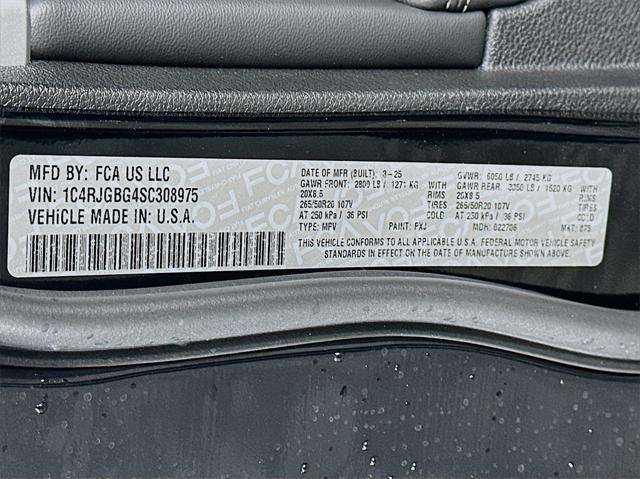 MFD BY: FCA US LLC
VIN: 1C4RJGBG4SC308975
VEHICLE MADE IN: U.S.A.
DATE OF MFR (BUILT): 3-25 GVWR: 6050 LB / 2745 KG
GAWR FRONT: 2800 LB / 1271 KG GAWR REAR: 3350 LB / 1520 KG
20X8.5 RIMS 20X8.5 RIMS
265/50R20 107V TIRES 265/50R20 107V TIRES
AT 250 kPa / 36 PSI COLD AT 250 kPa / 36 PSI COLD
TYPE: MPV PAINT: PXJ MDH: 022706 MKT: 875
THIS VEHICLE CONFORMS TO ALL APPLICABLE U.S.A. FEDERAL MOTOR VEHICLE SAFETY
STANDARDS IN EFFECT ON THE DATE OF MANUFACTURE SHOWN ABOVE.